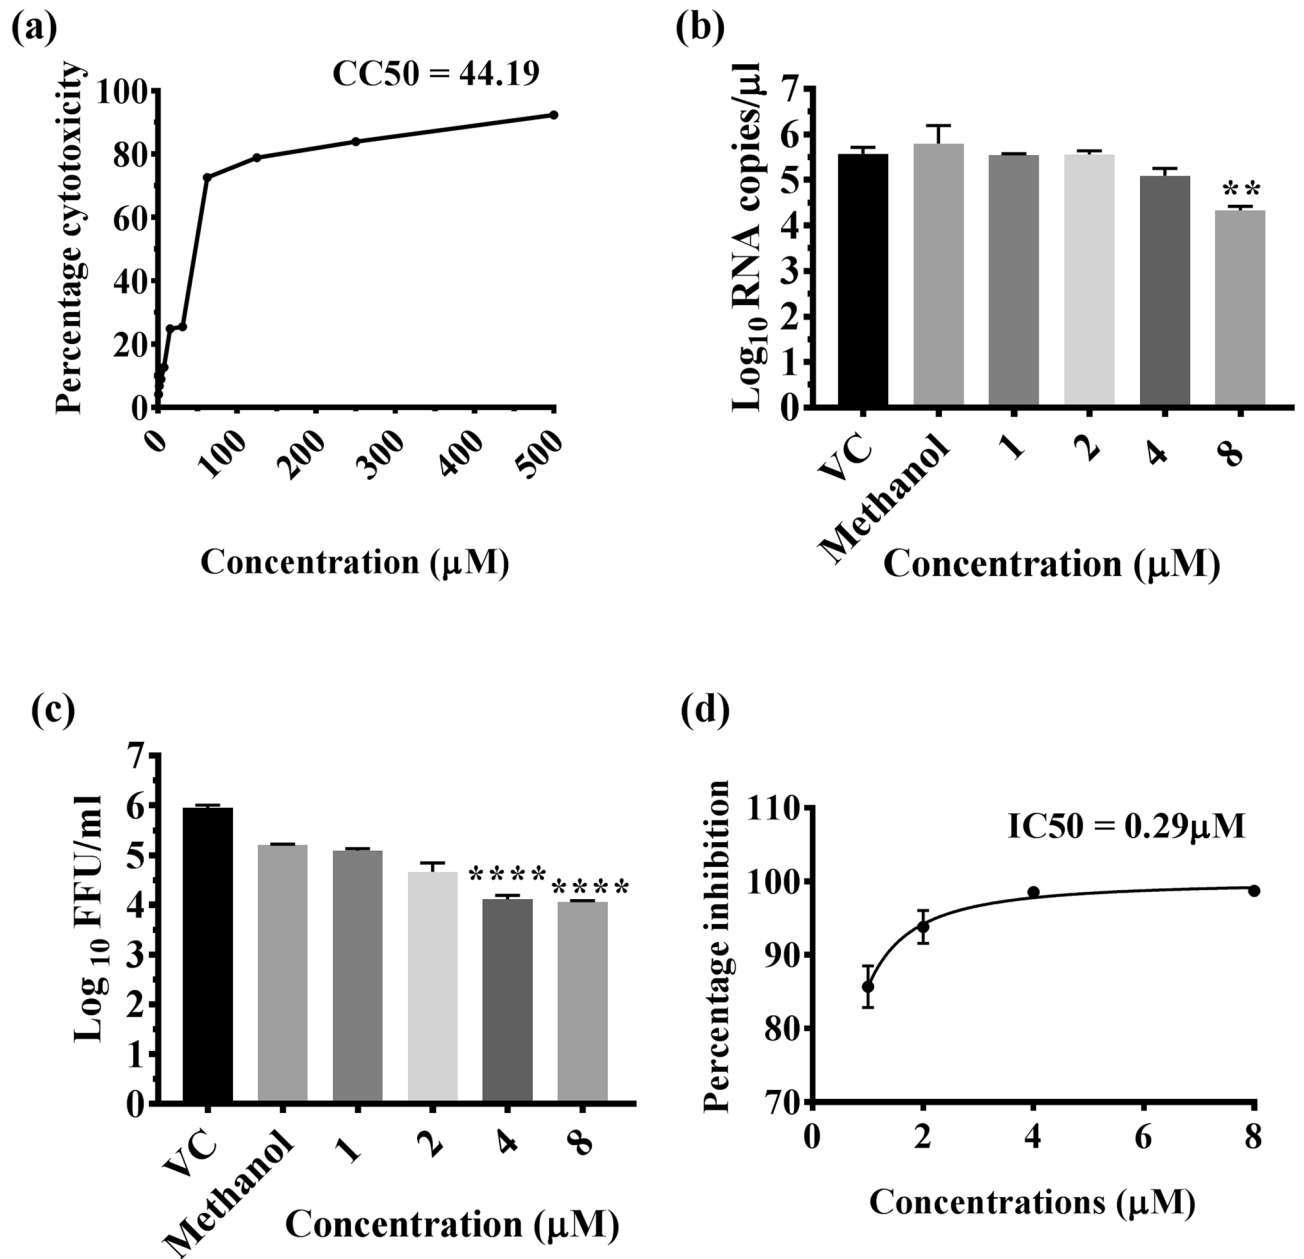 (a)
CC50 = 44.19
Percentage cytotoxicity
100
80
60
40
20
0
0 100 200 300 400 500
Concentration (μM)
(b)
Log10 RNA copies/μl
7
6
5
4
3
2
1
0
**
VC Methanol 1 2 4 8
Concentration (μM)
(c)
Log 10 FFU/ml
7
6
5
4
3
2
1
0
**** ****
VC Methanol 1 2 4 8
Concentration (μM)
(d)
IC50 = 0.29μM
Percentage inhibition
110
100
90
80
70
0 2 4 6 8
Concentrations (μM)